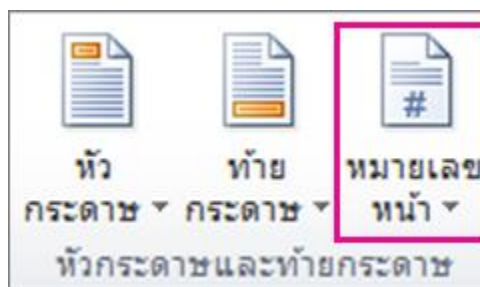 หัว
กระดาษ
ท้าย
กระดาษ
#
หมายเลข
หน้า
หัวกระดาษและท้ายกระดาษ